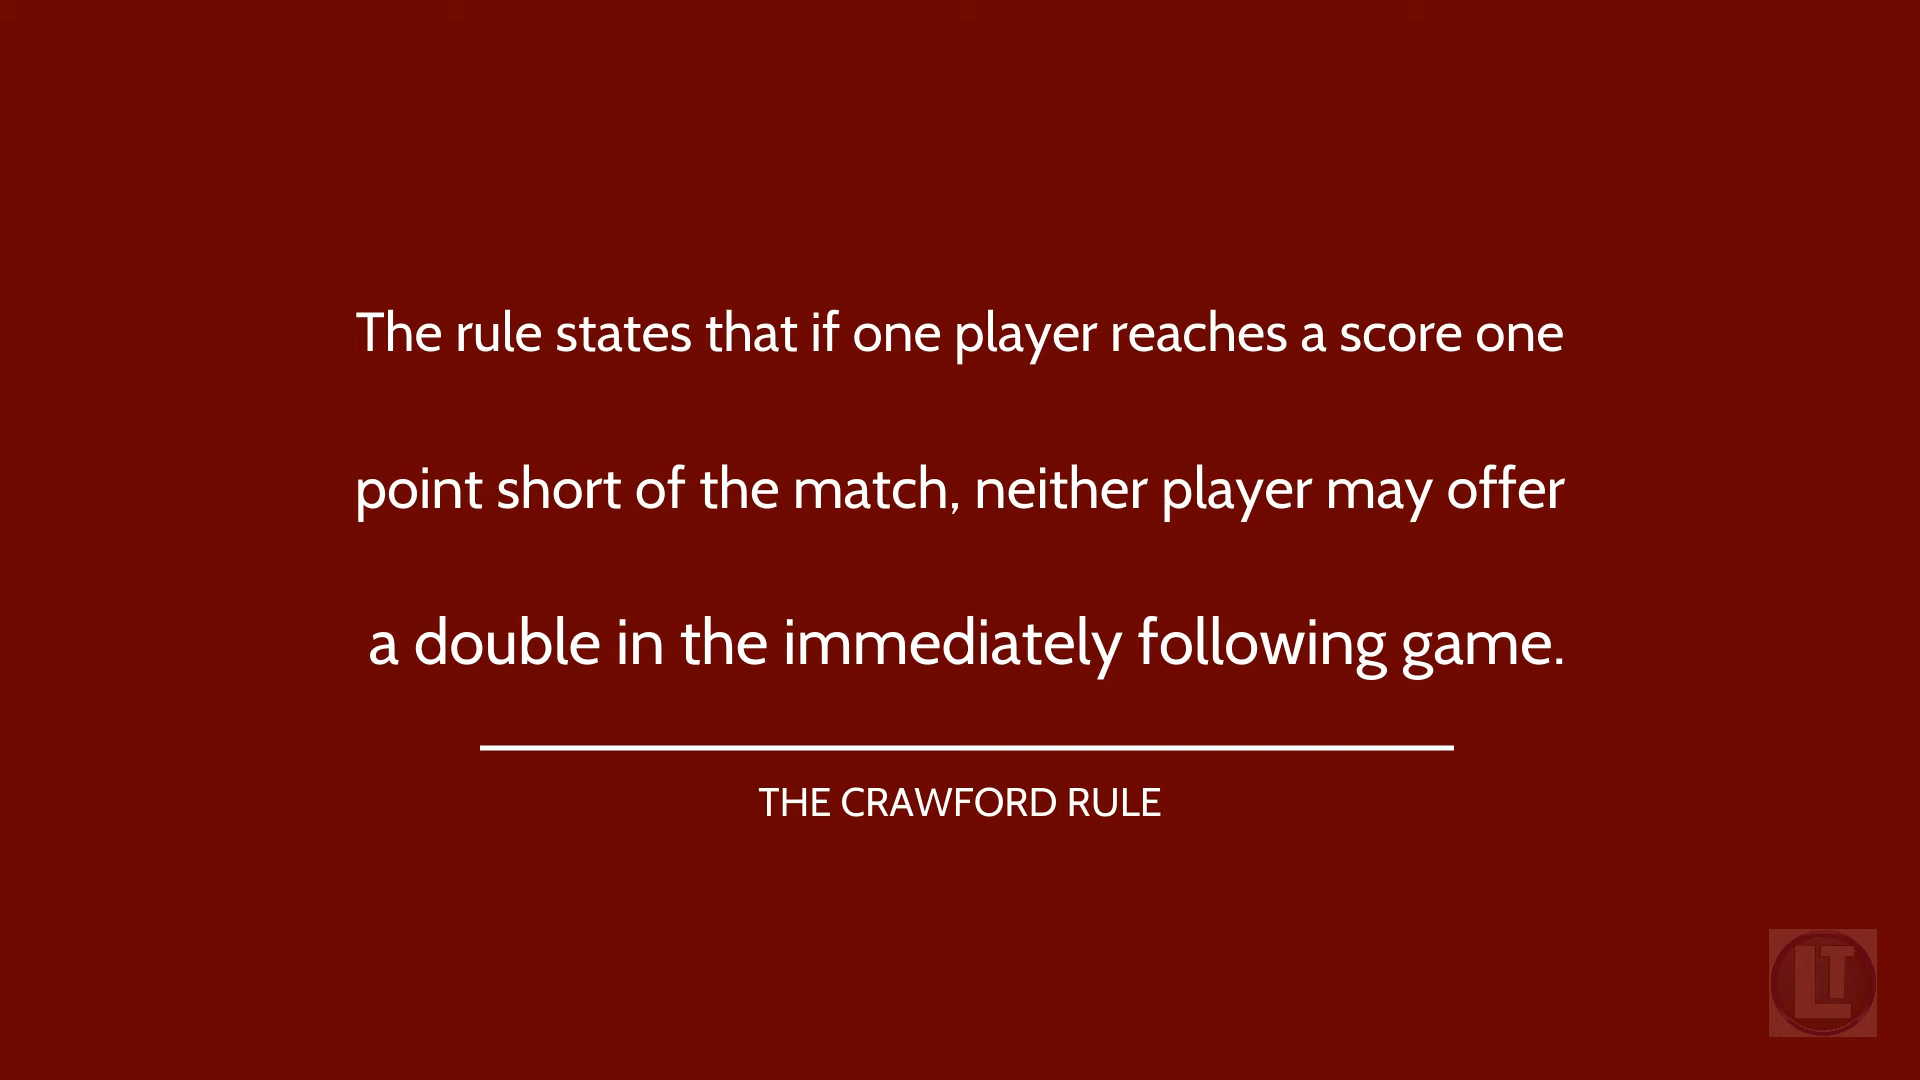 The rule states that if one player reaches a score one
point short of the match, neither player may offer
a double in the immediately following game.
THE CRAWFORD RULE
LT